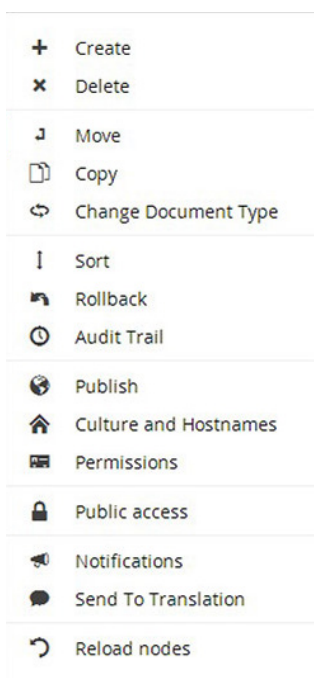 Create
Delete
Move
Copy
Change Document Type
Sort
Rollback
Audit Trail
Publish
Culture and Hostnames
Permissions
Public access
Notifications
Send To Translation
Reload nodes